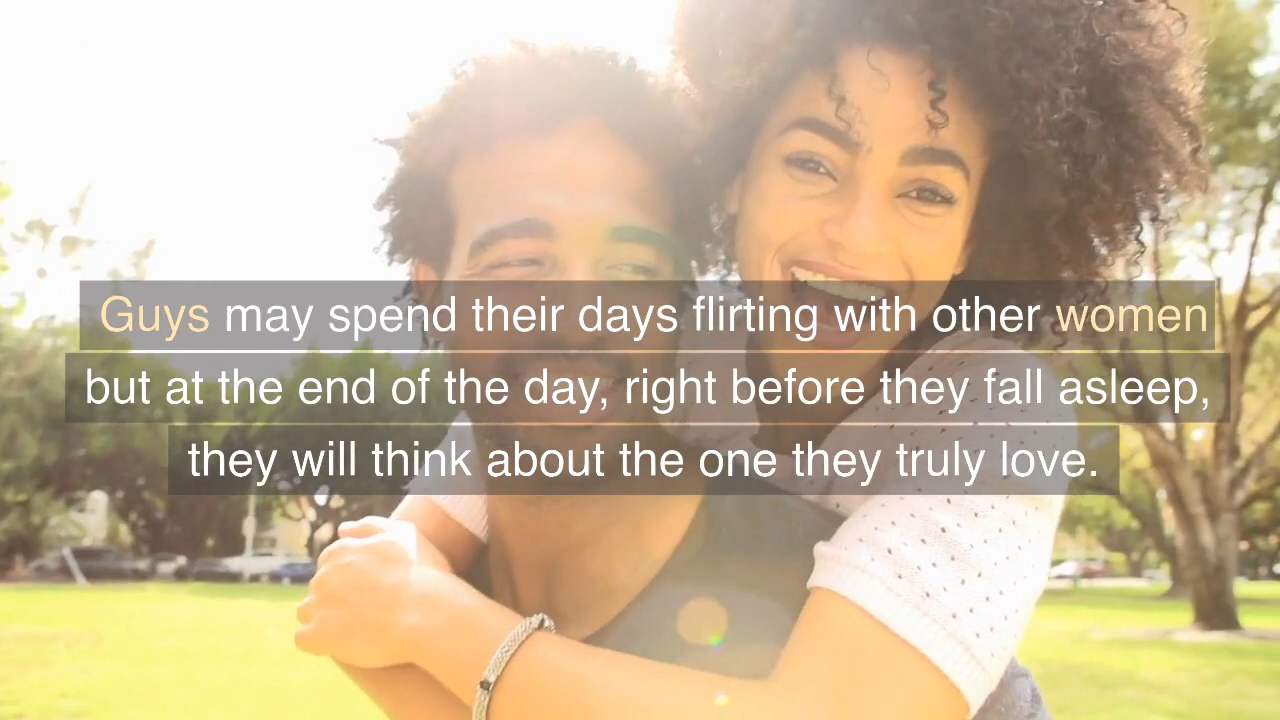 Guys may spend their days flirting with other women
but at the end of the day, right before they fall asleep,
they will think about the one they truly love.